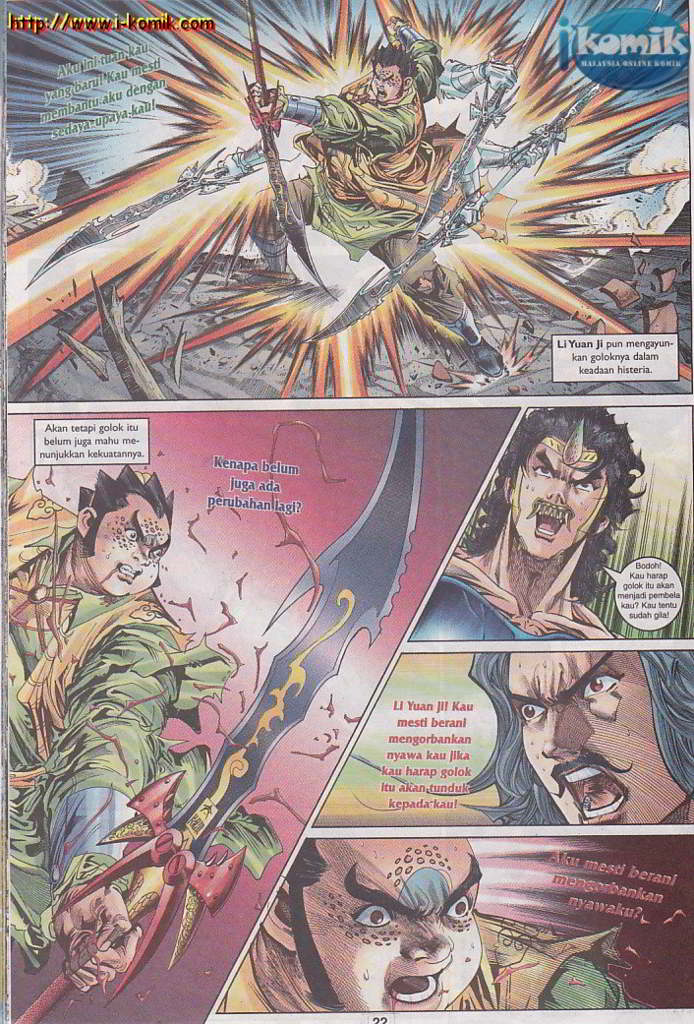 http://www.i-komik.com
ikomik
MALAYSIA ONLINE KOMIK
Aku ini tuan kau
yang baru! Kau mesti
membantu aku dengan
sedaya-upaya kau!
Li Yuan Ji pun mengayun-
kan goloknya dalam
keadaan histeria.
Akan tetapi golok itu
belum juga mahu me-
nunjukkan kekuatannya.
Kenapa belum
juga ada
perubahan lagi?
Bodoh!
Kau harap
golok itu akan
menjadi pembela
kau? Kau tentu
sudah gila!
Li Yuan Ji! Kau
mesti berani
mengorbankan
nyawa kau jika
kau harap golok
itu akan tunduk
kepada kau!
Aku mesti berani
mengorbankan
nyawaku?
22